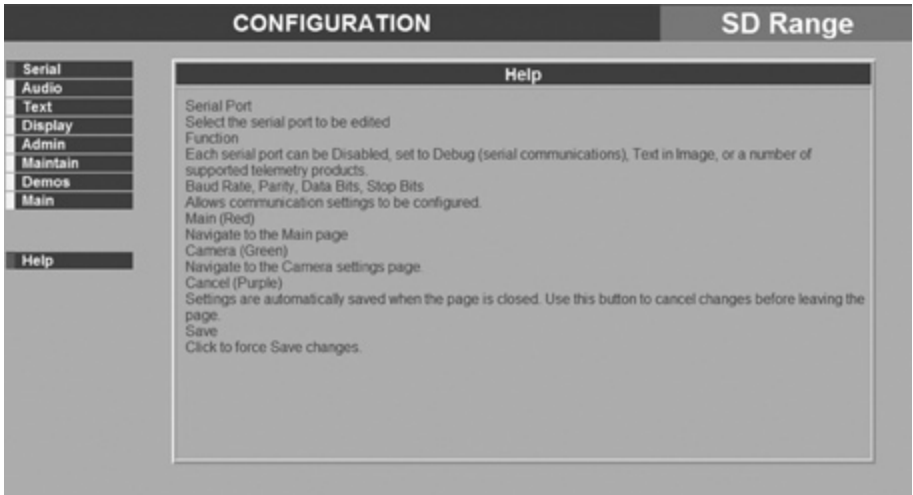 CONFIGURATION
SD Range
Serial
Audio
Text
Display
Admin
Maintain
Demos
Main
Help
Help
Serial Port
Select the serial port to be edited
Function
Each serial port can be Disabled, set to Debug (serial communications), Text in Image, or a number of
supported telemetry products.
Baud Rate, Parity, Data Bits, Stop Bits
Allows communication settings to be configured.
Main (Red)
Navigate to the Main page
Camera (Green)
Navigate to the Camera settings page.
Cancel (Purple)
Settings are automatically saved when the page is closed. Use this button to cancel changes before leaving the
page.
Save
Click to force Save changes.